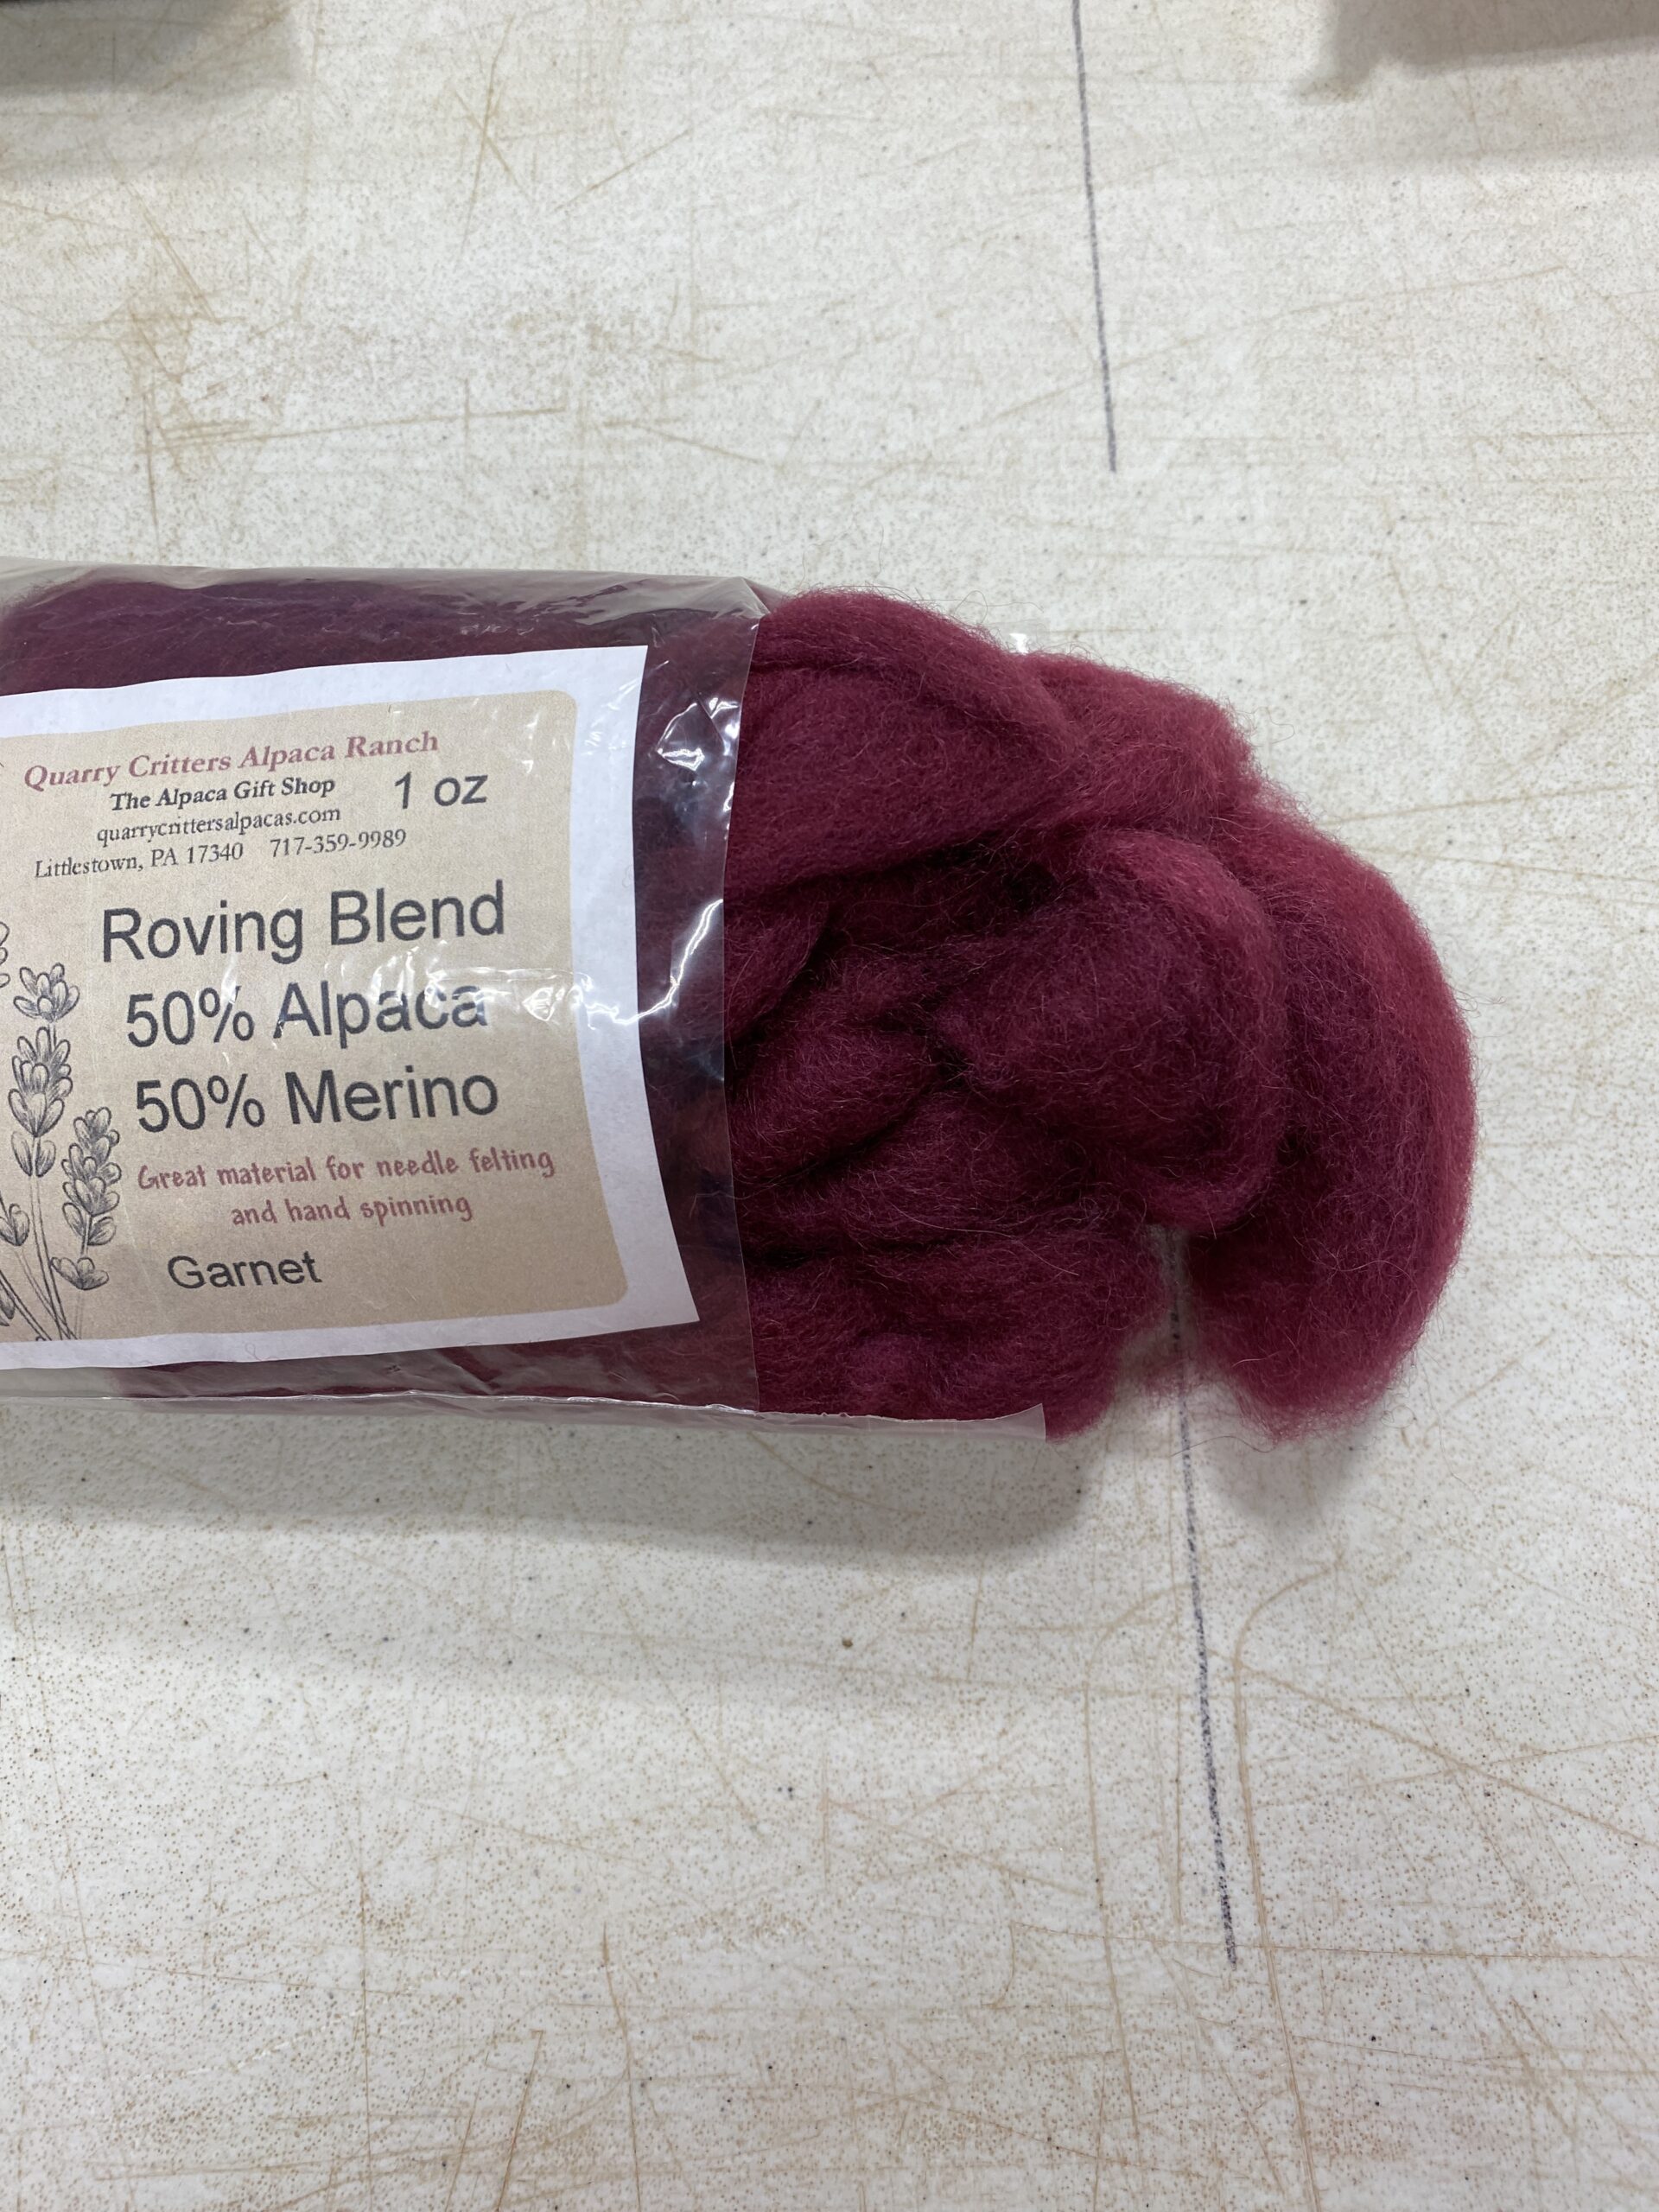 Quarry Critters Alpaca Ranch
The Alpaca Gift Shop
1 oz
quarrycrittersalpacas.com
Littlestown, PA 17340 717-359-9989
Roving Blend
50% Alpaca
50% Merino
Great material for needle felting
and hand spinning
Garnet